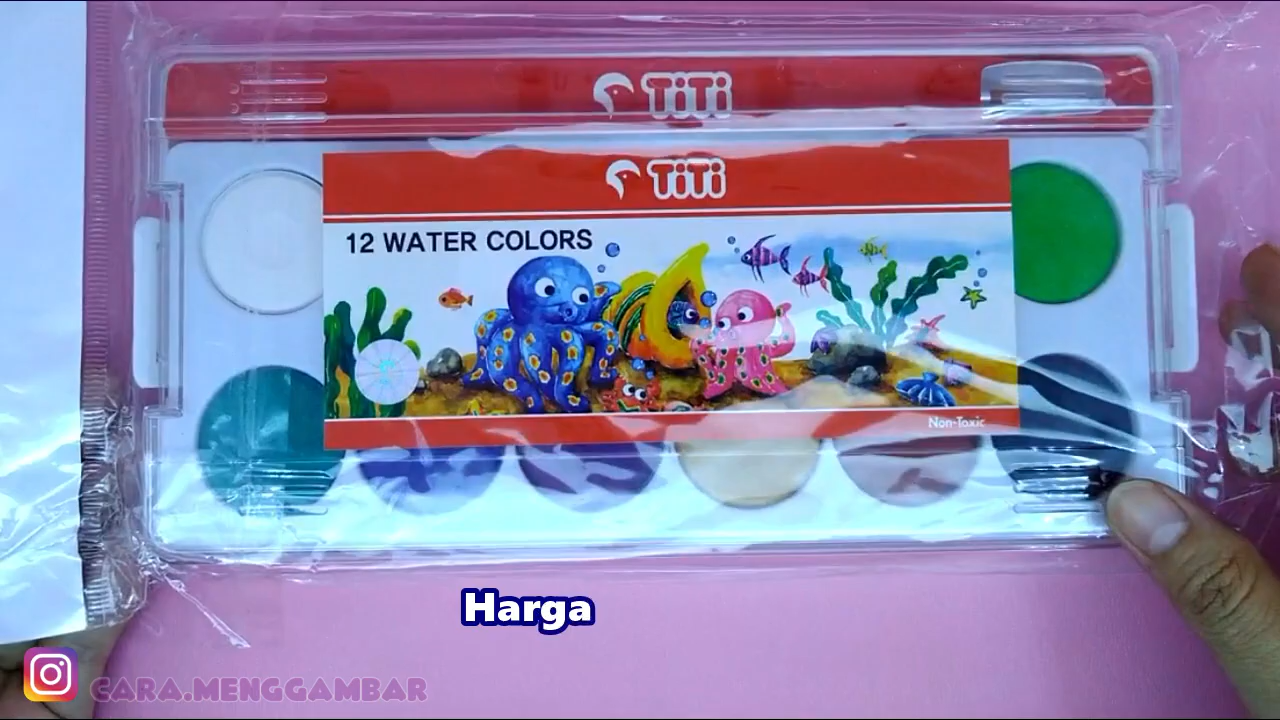 TiTi
TiTi
12 WATER COLORS
Non-Toxic
Harga
CARA.MENGGAMBAR